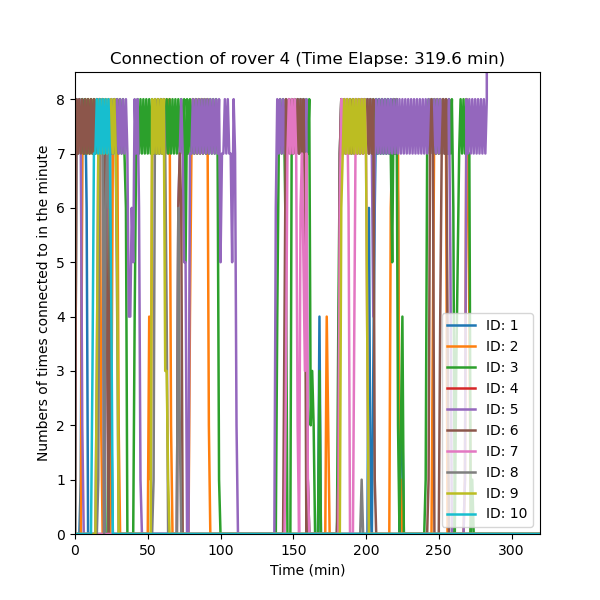 Connection of rover 4 (Time Elapse: 319.6 min)
Numbers of times connected to in the minute
8
7
6
5
4
3
2
1
0
0 50 100 150 200 250 300
Time (min)
ID: 1
ID: 2
ID: 3
ID: 4
ID: 5
ID: 6
ID: 7
ID: 8
ID: 9
ID: 10